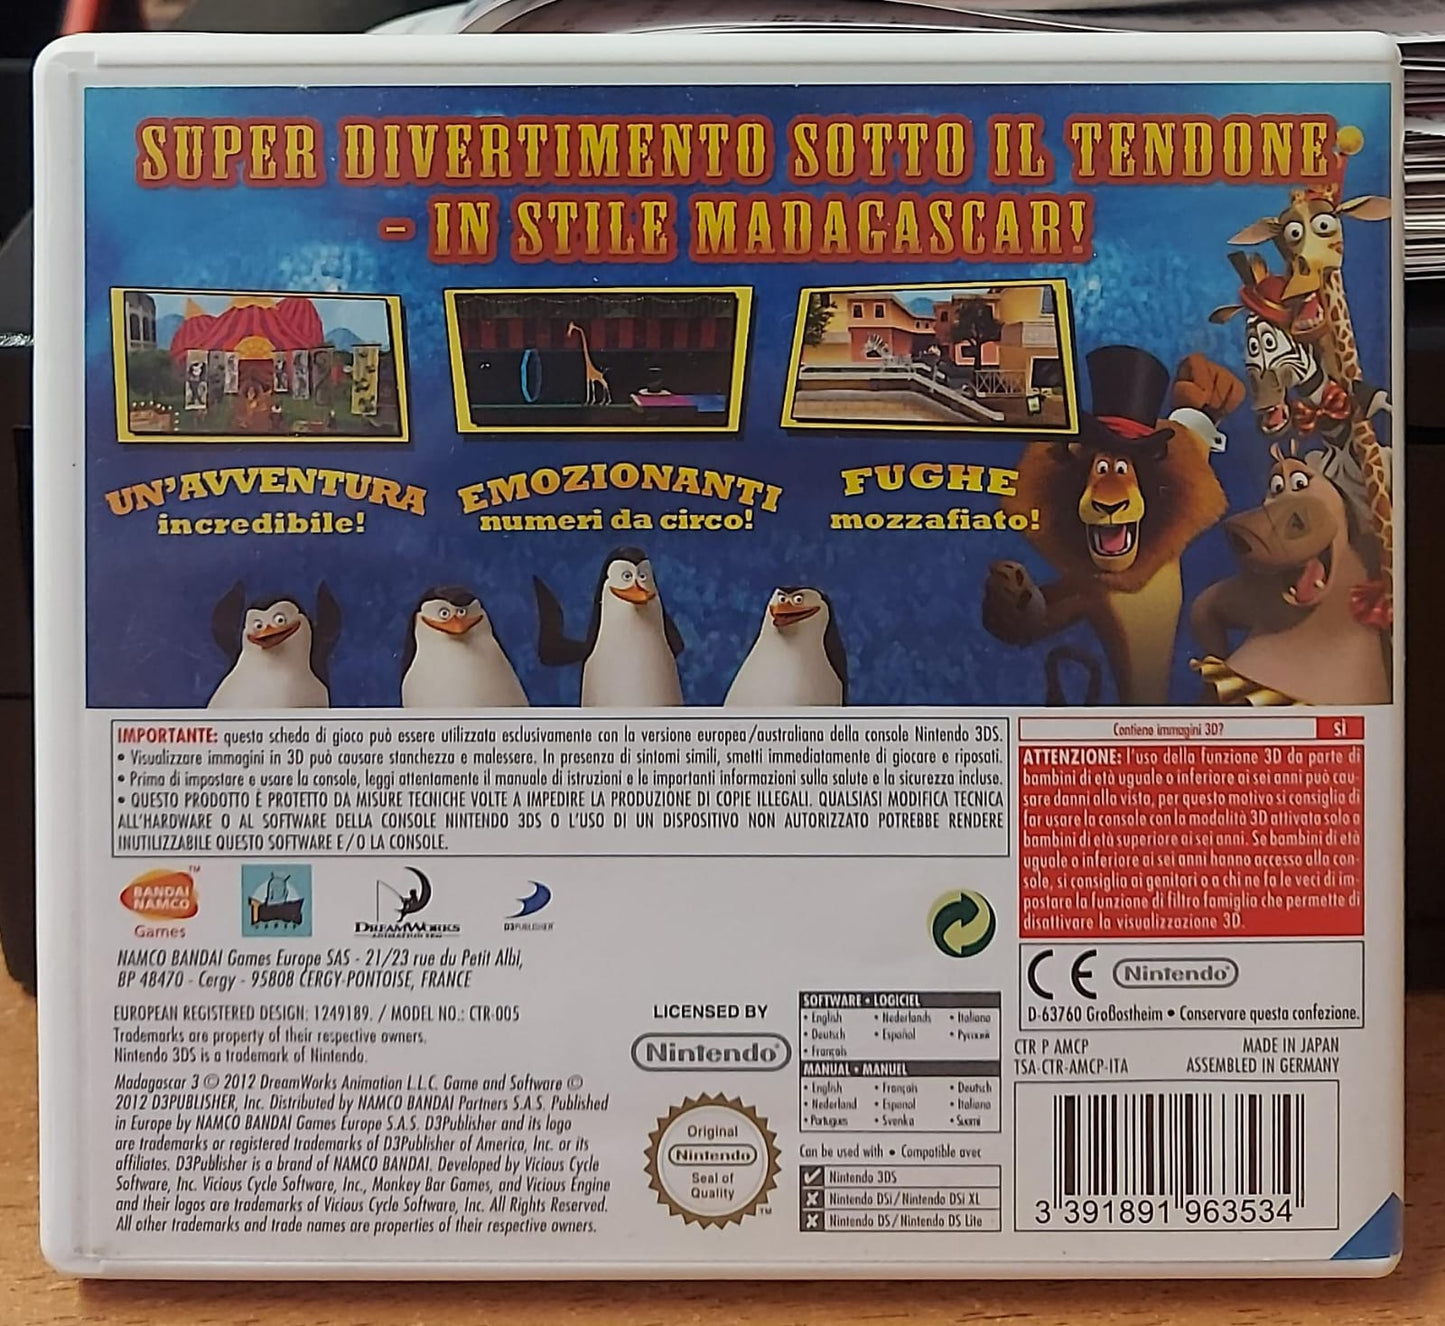 SUPER DIVERTIMENTO SOTTO IL TENDONE
- IN STILE MADAGASCAR!
UN'AVVENTURA
incredibile!
EMOZIONANTI
numeri da circo!
FUGHE
mozzafiato!
IMPORTANTE: questa scheda di gioco può essere utilizzata esclusivamente con la versione europea/australiana della console Nintendo 3DS.
• Visualizzare immagini in 3D può causare stanchezza e malessere. In presenza di sintomi simili, smetti immediatamente di giocare e riposati.
• Prima di impostare e usare la console, leggi attentamente il manuale di istruzioni e le importanti informazioni sulla salute e la sicurezza incluse.
• QUESTO PRODOTTO È PROTETTO DA MISURE TECNICHE VOLTE A IMPEDIRE LA PRODUZIONE DI COPIE ILLEGALI. QUALSIASI MODIFICA TECNICA
ALL'HARDWARE O AL SOFTWARE DELLA CONSOLE NINTENDO 3DS O L'USO DI UN DISPOSITIVO NON AUTORIZZATO POTREBBE RENDERE
INUTILIZZABILE QUESTO SOFTWARE E/O LA CONSOLE.
Contiene immagini 3D? SÌ
ATTENZIONE: l'uso della funzione 3D da parte di
bambini di età uguale o inferiore ai sei anni può cau-
sare danni alla vista, per questo motivo si consiglia di
far usare la console con la modalità 3D attivata solo a
bambini di età superiore ai sei anni. Se bambini di età
uguale o inferiore ai sei anni hanno accesso alla con-
sole, si consiglia ai genitori o a chi ne fa le veci di im-
postare la funzione di filtro famiglia che permette di
disattivare la visualizzazione 3D.
BANDAI
NAMCO
Games
DREAMWORKS
ANIMATION SKG
D3PUBLISHER
NAMCO BANDAI Games Europe SAS - 21/23 rue du Petit Albi,
BP 48470 - Cergy - 95808 CERGY-PONTOISE, FRANCE
EUROPEAN REGISTERED DESIGN: 1249189. / MODEL NO.: CTR-005
Trademarks are property of their respective owners.
Nintendo 3DS is a trademark of Nintendo.
Madagascar 3 © 2012 DreamWorks Animation L.L.C. Game and Software ©
2012 D3PUBLISHER, Inc. Distributed by NAMCO BANDAI Partners S.A.S. Published
in Europe by NAMCO BANDAI Games Europe S.A.S. D3Publisher and its logo
are trademarks or registered trademarks of D3Publisher of America, Inc. or its
affiliates. D3Publisher is a brand of NAMCO BANDAI. Developed by Vicious Cycle
Software, Inc. Vicious Cycle Software, Inc., Monkey Bar Games, and Vicious Engine
and their logos are trademarks of Vicious Cycle Software, Inc. All Rights Reserved.
All other trademarks and trade names are properties of their respective owners.
LICENSED BY
Nintendo
Original
Nintendo
Seal of
Quality
TM
SOFTWARE • LOGICIEL
• English • Nederlands • Italiano
• Deutsch • Español • Русский
• Français
MANUAL • MANUEL
• English • Français • Deutsch
• Nederland • Español • Italiano
• Portugues • Svenka • Suomi
Can be used with • Compatible avec
Nintendo 3DS
Nintendo DSi/Nintendo DSi XL
Nintendo DS/Nintendo DS Lite
CE Nintendo
D-63760 Großostheim • Conservare questa confezione.
CTR P AMCP MADE IN JAPAN
TSA-CTR-AMCP-ITA ASSEMBLED IN GERMANY
3 391891 963534